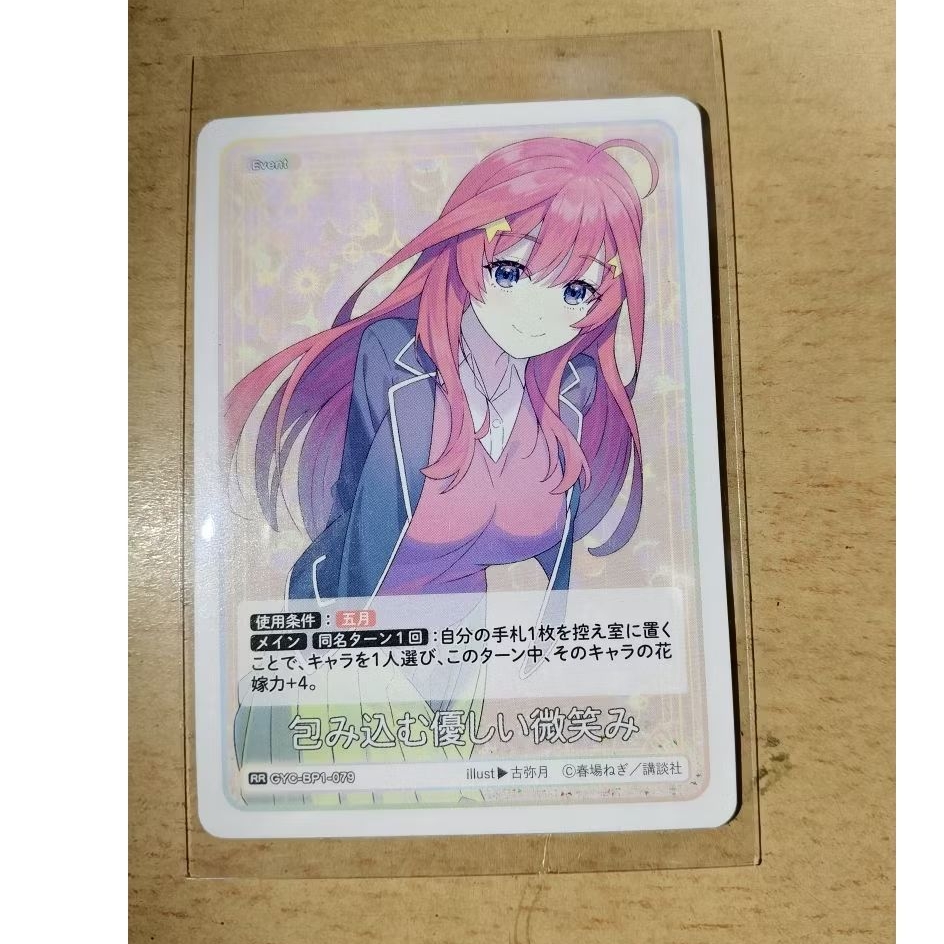 Event
使用条件：五月
メイン 同名ターン1回：自分の手札1枚を控え室に置く
ことで、キャラを1人選び、このターン中、そのキャラの花
嫁力+4。
包み込む優しい微笑み
RR GYC-BP1-079 illust▶古弥月 ©春場ねぎ／講談社